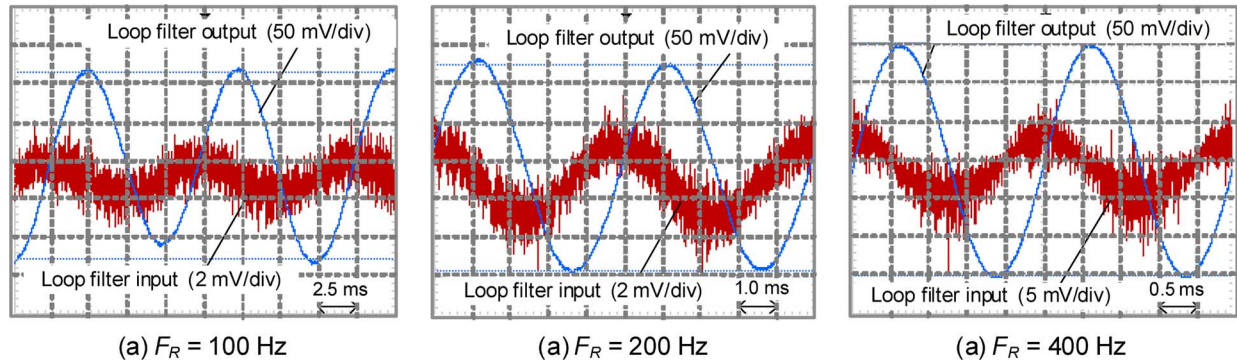 Loop filter output (50 mV/div)
Loop filter input (2 mV/div)
2.5 ms
(a) F_R = 100 Hz
Loop filter output (50 mV/div)
Loop filter input (2 mV/div)
1.0 ms
(a) F_R = 200 Hz
Loop filter output (50 mV/div)
Loop filter input (5 mV/div)
0.5 ms
(a) F_R = 400 Hz